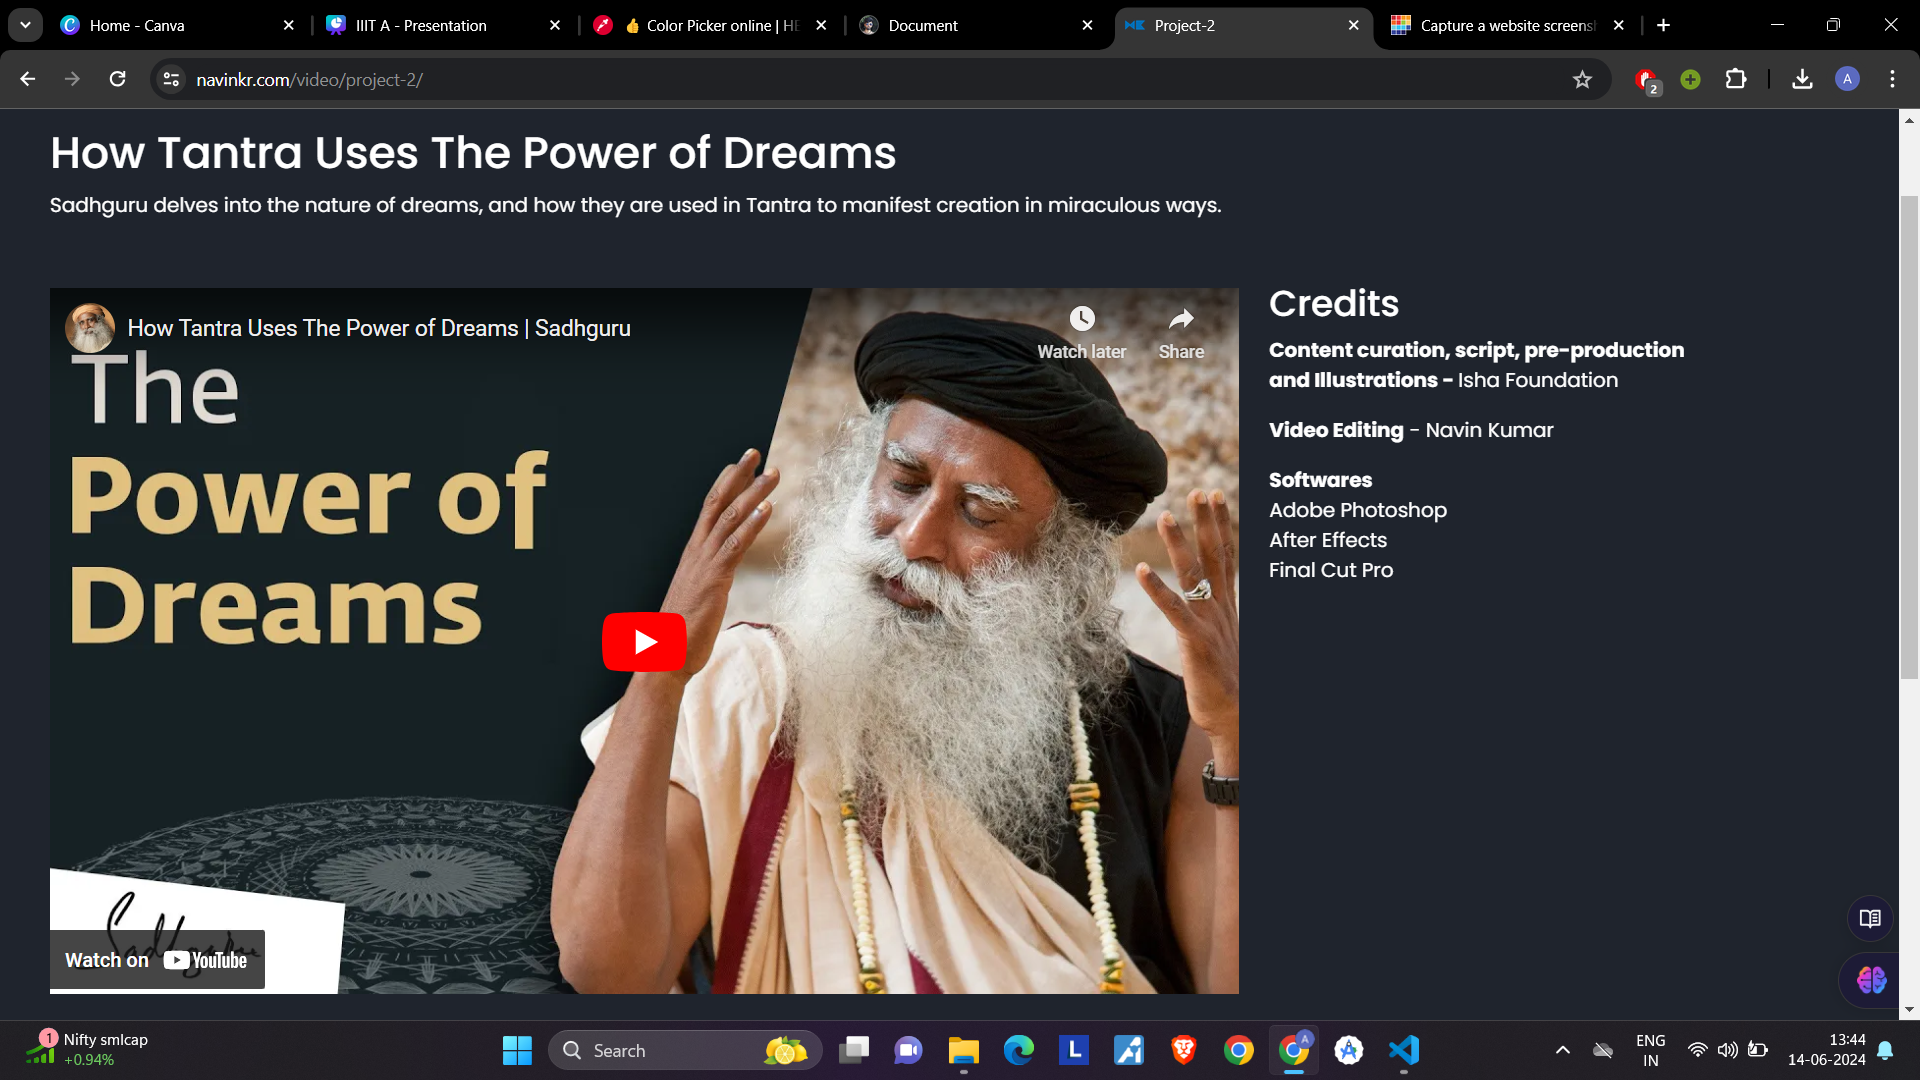 Home - Canva
IIIT A - Presentation
👍 Color Picker online | HE
Document
Project-2
Capture a website screens
navinkr.com/video/project-2/
2
A
How Tantra Uses The Power of Dreams
Sadhguru delves into the nature of dreams, and how they are used in Tantra to manifest creation in miraculous ways.
How Tantra Uses The Power of Dreams | Sadhguru
Watch later
Share
The
Power of
Dreams
Sadhguru
Watch on YouTube
Credits
Content curation, script, pre-production
and Illustrations - Isha Foundation
Video Editing - Navin Kumar
Softwares
Adobe Photoshop
After Effects
Final Cut Pro
1
Nifty smlcap
+0.94%
Search
L
A
ENG
IN
13:44
14-06-2024